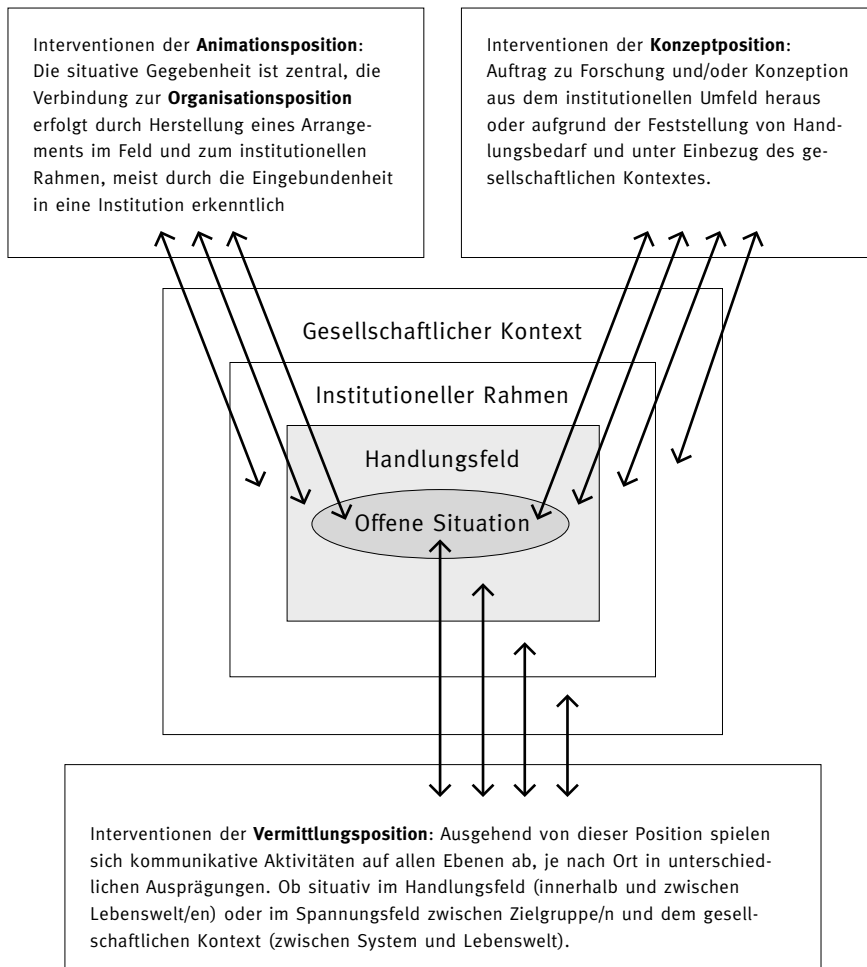 Interventionen der Animationsposition:
Die situative Gegebenheit ist zentral, die
Verbindung zur Organisationsposition
erfolgt durch Herstellung eines Arrange-
ments im Feld und zum institutionellen
Rahmen, meist durch die Eingebundenheit
in eine Institution erkenntlich
Interventionen der Konzeptposition:
Auftrag zu Forschung und/oder Konzeption
aus dem institutionellen Umfeld heraus
oder aufgrund der Feststellung von Hand-
lungsbedarf und unter Einbezug des ge-
sellschaftlichen Kontextes.
Gesellschaftlicher Kontext
Institutioneller Rahmen
Handlungsfeld
Offene Situation
Interventionen der Vermittlungsposition: Ausgehend von dieser Position spielen
sich kommunikative Aktivitäten auf allen Ebenen ab, je nach Ort in unterschied-
lichen Ausprägungen. Ob situativ im Handlungsfeld (innerhalb und zwischen
Lebenswelt/en) oder im Spannungsfeld zwischen Zielgruppe/n und dem gesell-
schaftlichen Kontext (zwischen System und Lebenswelt).